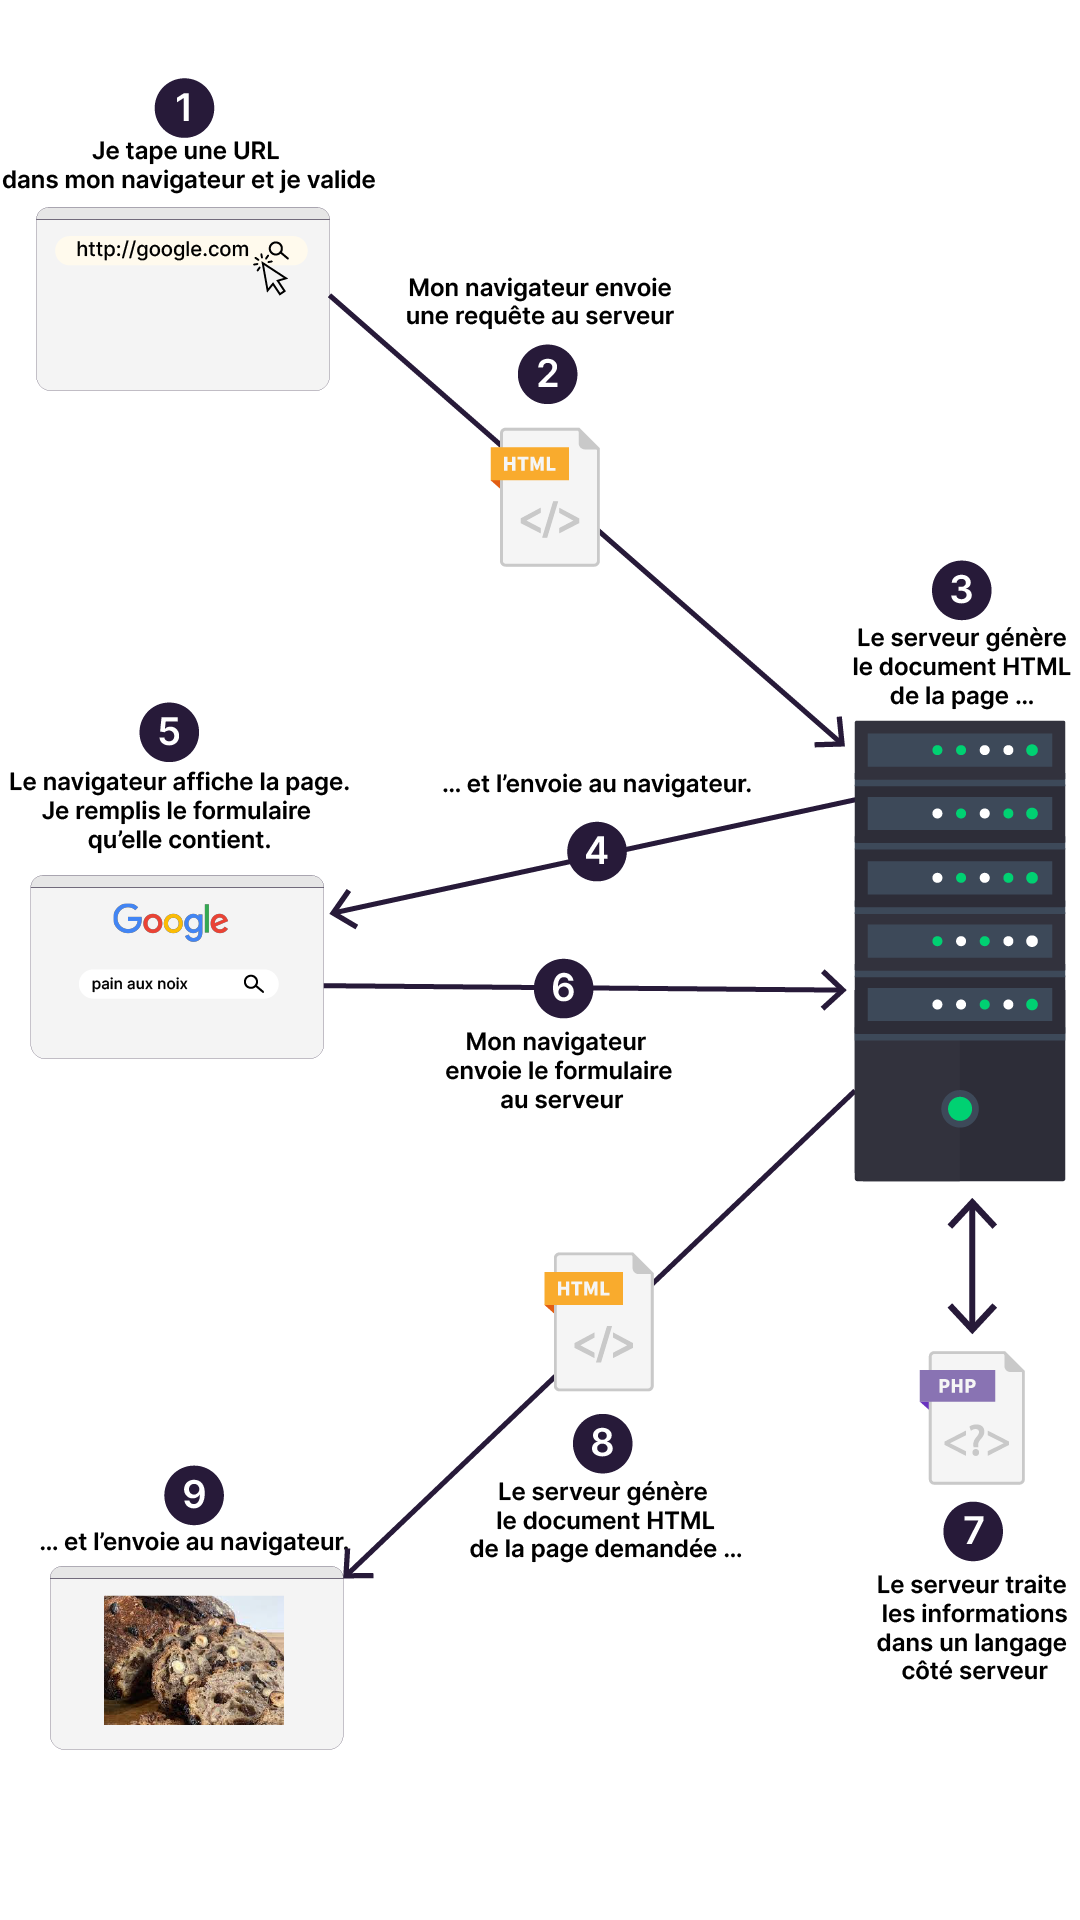 1
Je tape une URL
dans mon navigateur et je valide
http://google.com
Mon navigateur envoie
une requête au serveur
2
HTML
</>
3
Le serveur génère
le document HTML
de la page ...
... et l’envoie au navigateur.
4
5
Le navigateur affiche la page.
Je remplis le formulaire
qu’elle contient.
Google
pain aux noix
6
Mon navigateur
envoie le formulaire
au serveur
PHP
<?>
7
Le serveur traite
les informations
dans un langage
côté serveur
HTML
</>
8
Le serveur génère
le document HTML
de la page demandée ...
9
... et l’envoie au navigateur.